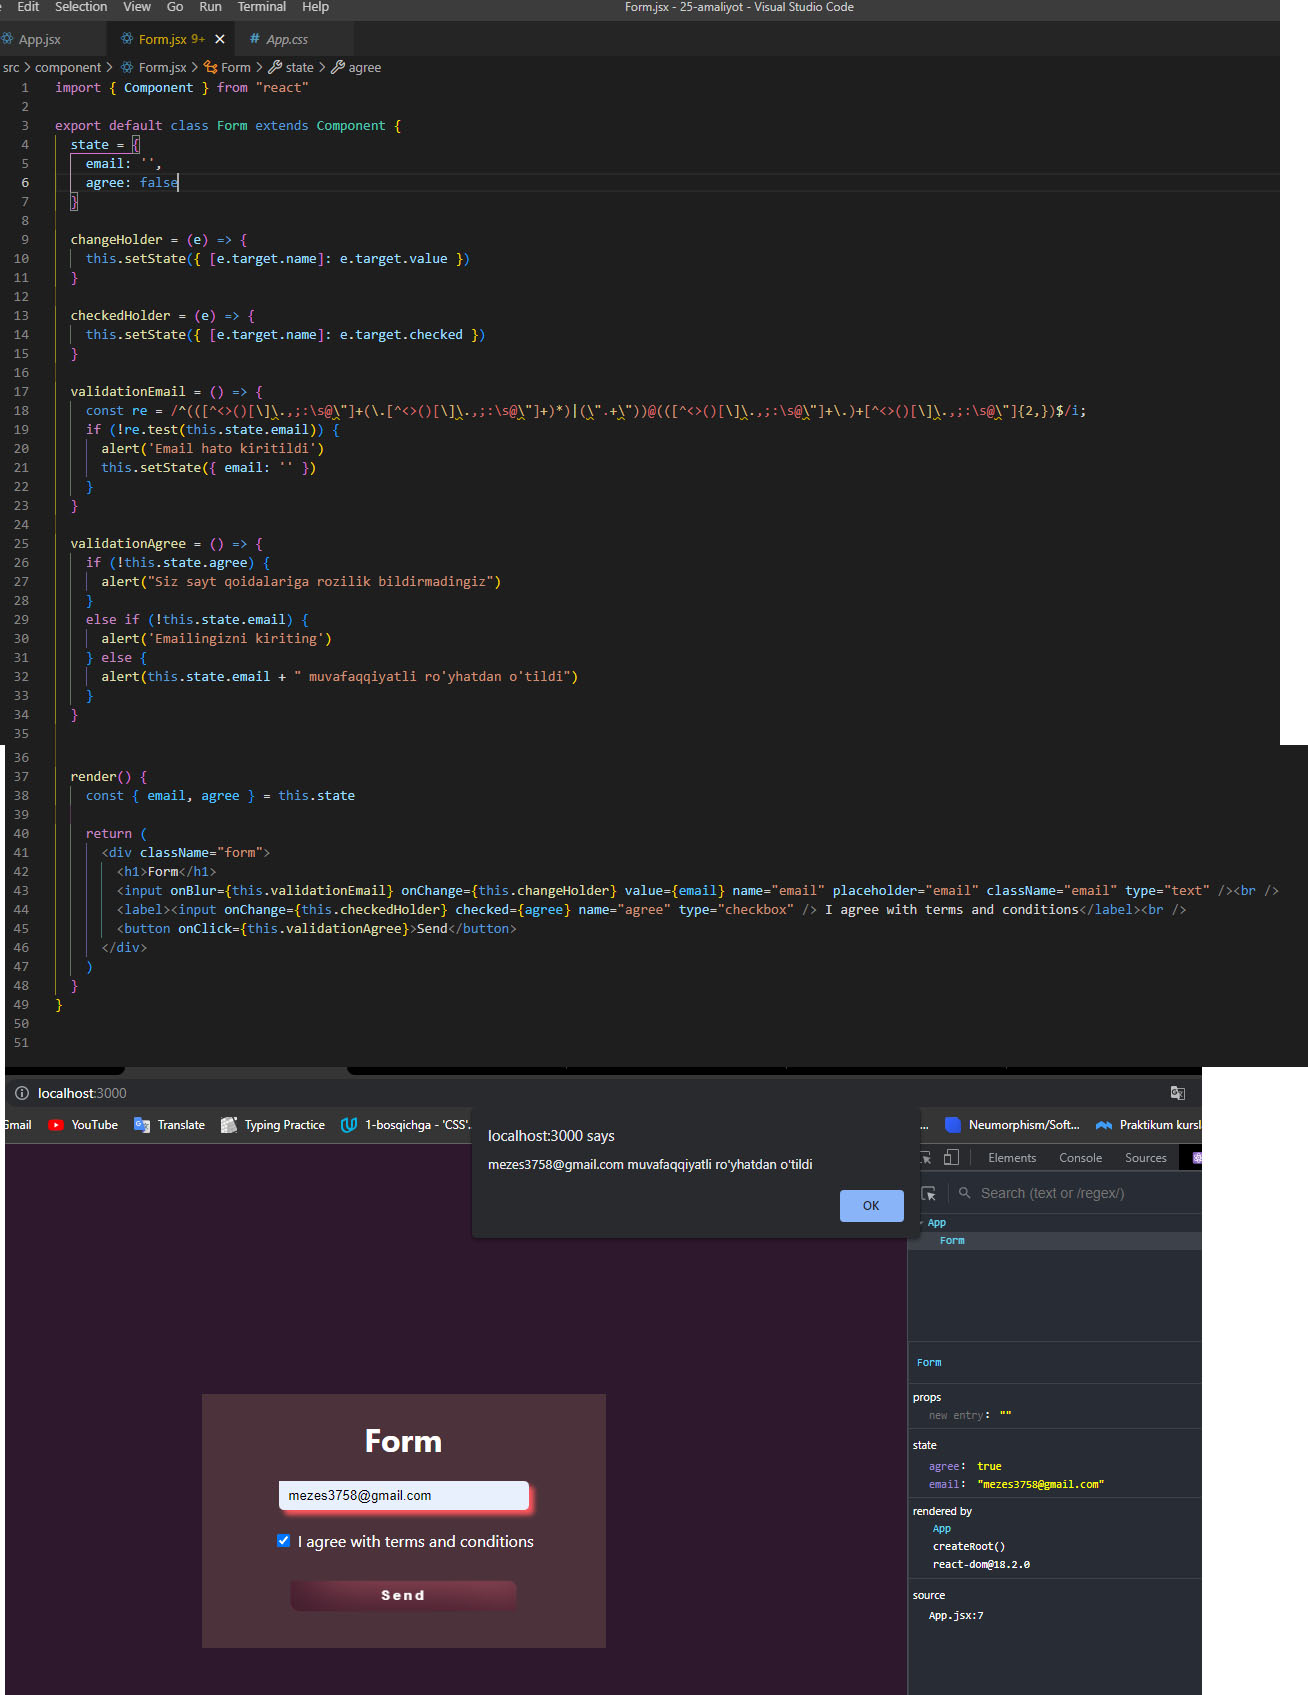 Edit Selection View Go Run Terminal Help Form.jsx - 25-amaliyot - Visual Studio Code
App.jsx Form.jsx 9+ # App.css
src > component > Form.jsx > Form > state > agree
1 import { Component } from "react"
2
3 export default class Form extends Component {
4 state = {
5 email: '',
6 agree: false
7 }
8
9 changeHolder = (e) => {
10 this.setState({ [e.target.name]: e.target.value })
11 }
12
13 checkedHolder = (e) => {
14 this.setState({ [e.target.name]: e.target.checked })
15 }
16
17 validationEmail = () => {
18 const re = /^(([^<>()[\]\.,;:\s@\"]+(\.[^<>()[\]\.,;:\s@\"]+)*)|(\".+\"))@(([^<>()[\]\.,;:\s@\"]+\.)+[^<>()[\]\.,;:\s@\"]{2,})$/i;
19 if (!re.test(this.state.email)) {
20 alert('Email hato kiritildi')
21 this.setState({ email: '' })
22 }
23 }
24
25 validationAgree = () => {
26 if (!this.state.agree) {
27 alert("Siz sayt qoidalariga rozilik bildirmadingiz")
28 }
29 else if (!this.state.email) {
30 alert('Emailingizni kiriting')
31 } else {
32 alert(this.state.email + " muvafaqqiyatli ro'yhatdan o'tildi")
33 }
34 }
35
36
37 render() {
38 const { email, agree } = this.state
39
40 return (
41 <div className="form">
42 <h1>Form</h1>
43 <input onBlur={this.validationEmail} onChange={this.changeHolder} value={email} name="email" placeholder="email" className="email" type="text" /><br />
44 <label><input onChange={this.checkedHolder} checked={agree} name="agree" type="checkbox" /> I agree with terms and conditions</label><br />
45 <button onClick={this.validationAgree}>Send</button>
46 </div>
47 )
48 }
49 }
50
51
localhost:3000
Gmail YouTube Translate Typing Practice 1-bosqichga - 'CSS'... ... Neumorphism/Soft... Praktikum kursl
localhost:3000 says
mezes3758@gmail.com muvafaqqiyatli ro'yhatdan o'tildi
OK
Elements Console Sources
Search (text or /regex/)
App
Form
Form
props
new entry: ""
state
agree: true
email: "mezes3758@gmail.com"
rendered by
App
createRoot()
react-dom@18.2.0
source
App.jsx:7
Form
mezes3758@gmail.com
I agree with terms and conditions
Send